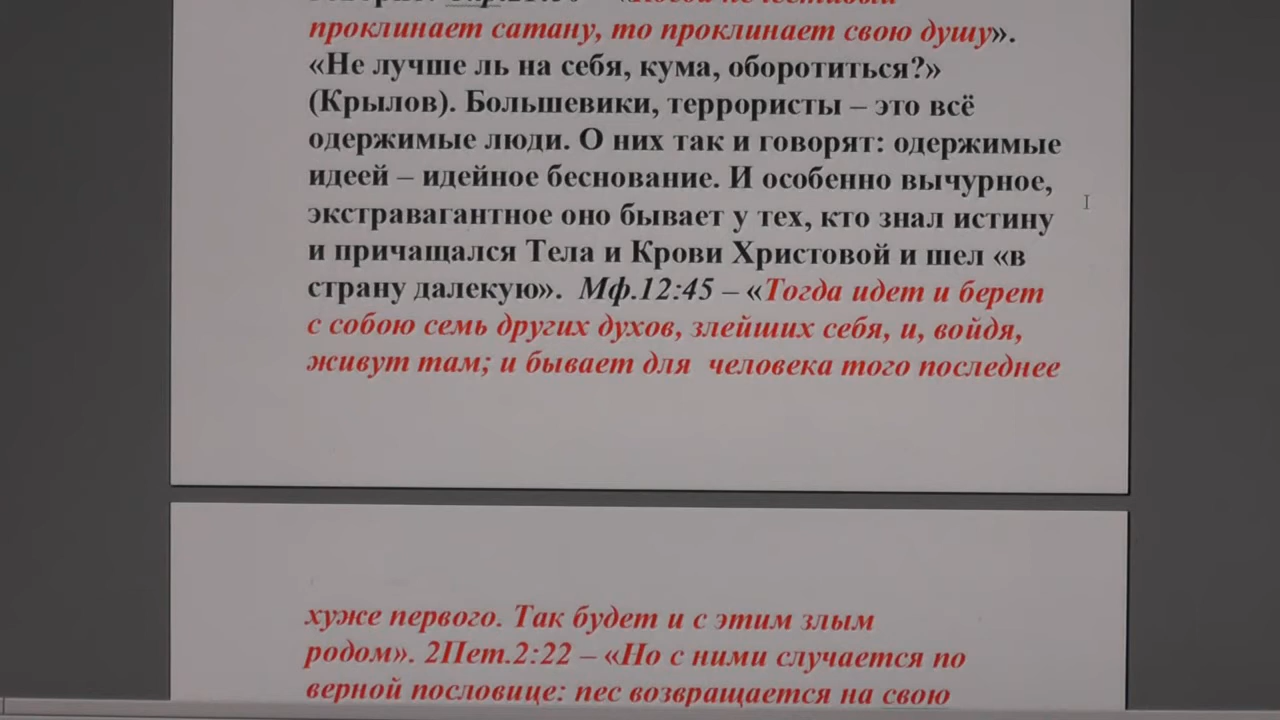 проклинает сатану, то проклинает свою душу».
«Не лучше ль на себя, кума, оборотиться?»
(Крылов). Большевики, террористы – это всё
одержимые люди. О них так и говорят: одержимые
идеей – идейное беснование. И особенно вычурное,
экстравагантное оно бывает у тех, кто знал истину
и причащался Тела и Крови Христовой и шел «в
страну далекую». Мф.12:45 – «Тогда идет и берет
с собою семь других духов, злейших себя, и, войдя,
живут там; и бывает для человека того последнее
хуже первого. Так будет и с этим злым
родом». 2Пет.2:22 – «Но с ними случается по
верной пословице: пес возвращается на свою